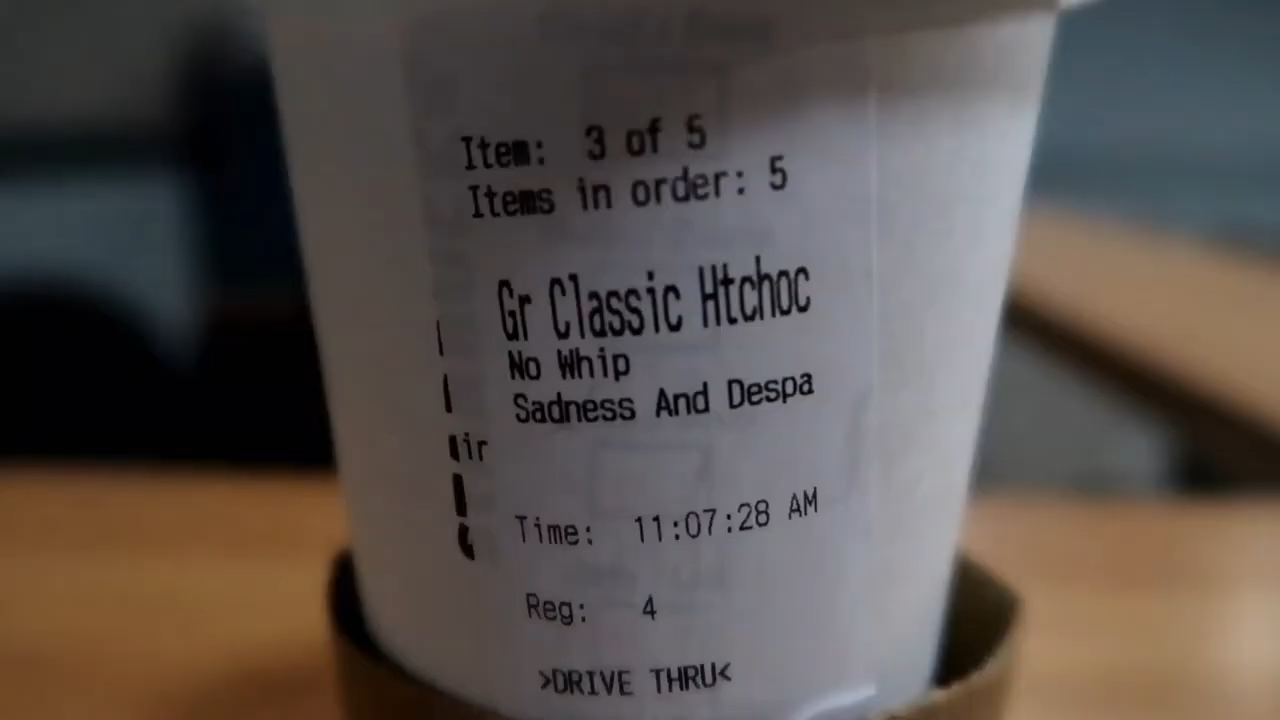 Item: 3 of 5
Items in order: 5
Gr Classic Htchoc
No Whip
Sadness And Despa
ir
Time: 11:07:28 AM
Reg: 4
>DRIVE THRU<